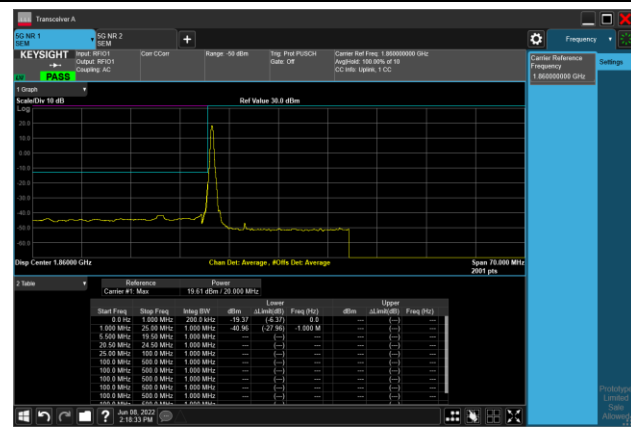 Transceiver A
5G NR 1
SEM
5G NR 2
SEM
+
Frequency
KEYSIGHT
LV
PASS
Input: RFIO1
Output: RFIO1
Coupling: AC
Corr CCorr
Range: -50 dBm
Trig: Prot PUSCH
Gate: Off
Carrier Ref Freq: 1.860000000 GHz
Avg|Hold: 100.00% of 10
CC Info: Uplink, 1 CC
Carrier Reference
Frequency
1.860000000 GHz
Settings
1 Graph
Scale/Div 10 dB
Ref Value 30.0 dBm
Log
20.0
10.0
0.00
-10.0
-20.0
-30.0
-40.0
-50.0
-60.0
Disp Center 1.86000 GHz
Chan Det: Average , #Offs Det: Average
Span 70.000 MHz
2001 pts
2 Table
Reference Power
Carrier #1: Max 19.61 dBm / 20.000 MHz
Lower Upper
Start Freq Stop Freq Integ BW dBm ΔLimit(dB) Freq (Hz) dBm ΔLimit(dB) Freq (Hz)
0.0 Hz 1.000 MHz 200.0 kHz -19.37 (-6.37) 0.0 --- (---) ---
1.000 MHz 25.00 MHz 1.000 MHz -40.96 (-27.96) -1.000 M --- (---) ---
5.500 MHz 19.50 MHz 1.000 MHz --- (---) --- --- (---) ---
20.50 MHz 24.50 MHz 1.000 MHz --- (---) --- --- (---) ---
25.00 MHz 100.0 MHz 1.000 MHz --- (---) --- --- (---) ---
100.0 MHz 500.0 MHz 1.000 MHz --- (---) --- --- (---) ---
100.0 MHz 500.0 MHz 1.000 MHz --- (---) --- --- (---) ---
100.0 MHz 500.0 MHz 1.000 MHz --- (---) --- --- (---) ---
100.0 MHz 500.0 MHz 1.000 MHz --- (---) --- --- (---) ---
100.0 MHz 500.0 MHz 1.000 MHz --- (---) --- --- (---) ---
Jun 08, 2022
2:18:33 PM
?
Prototype
Limited
Sale
Allowed